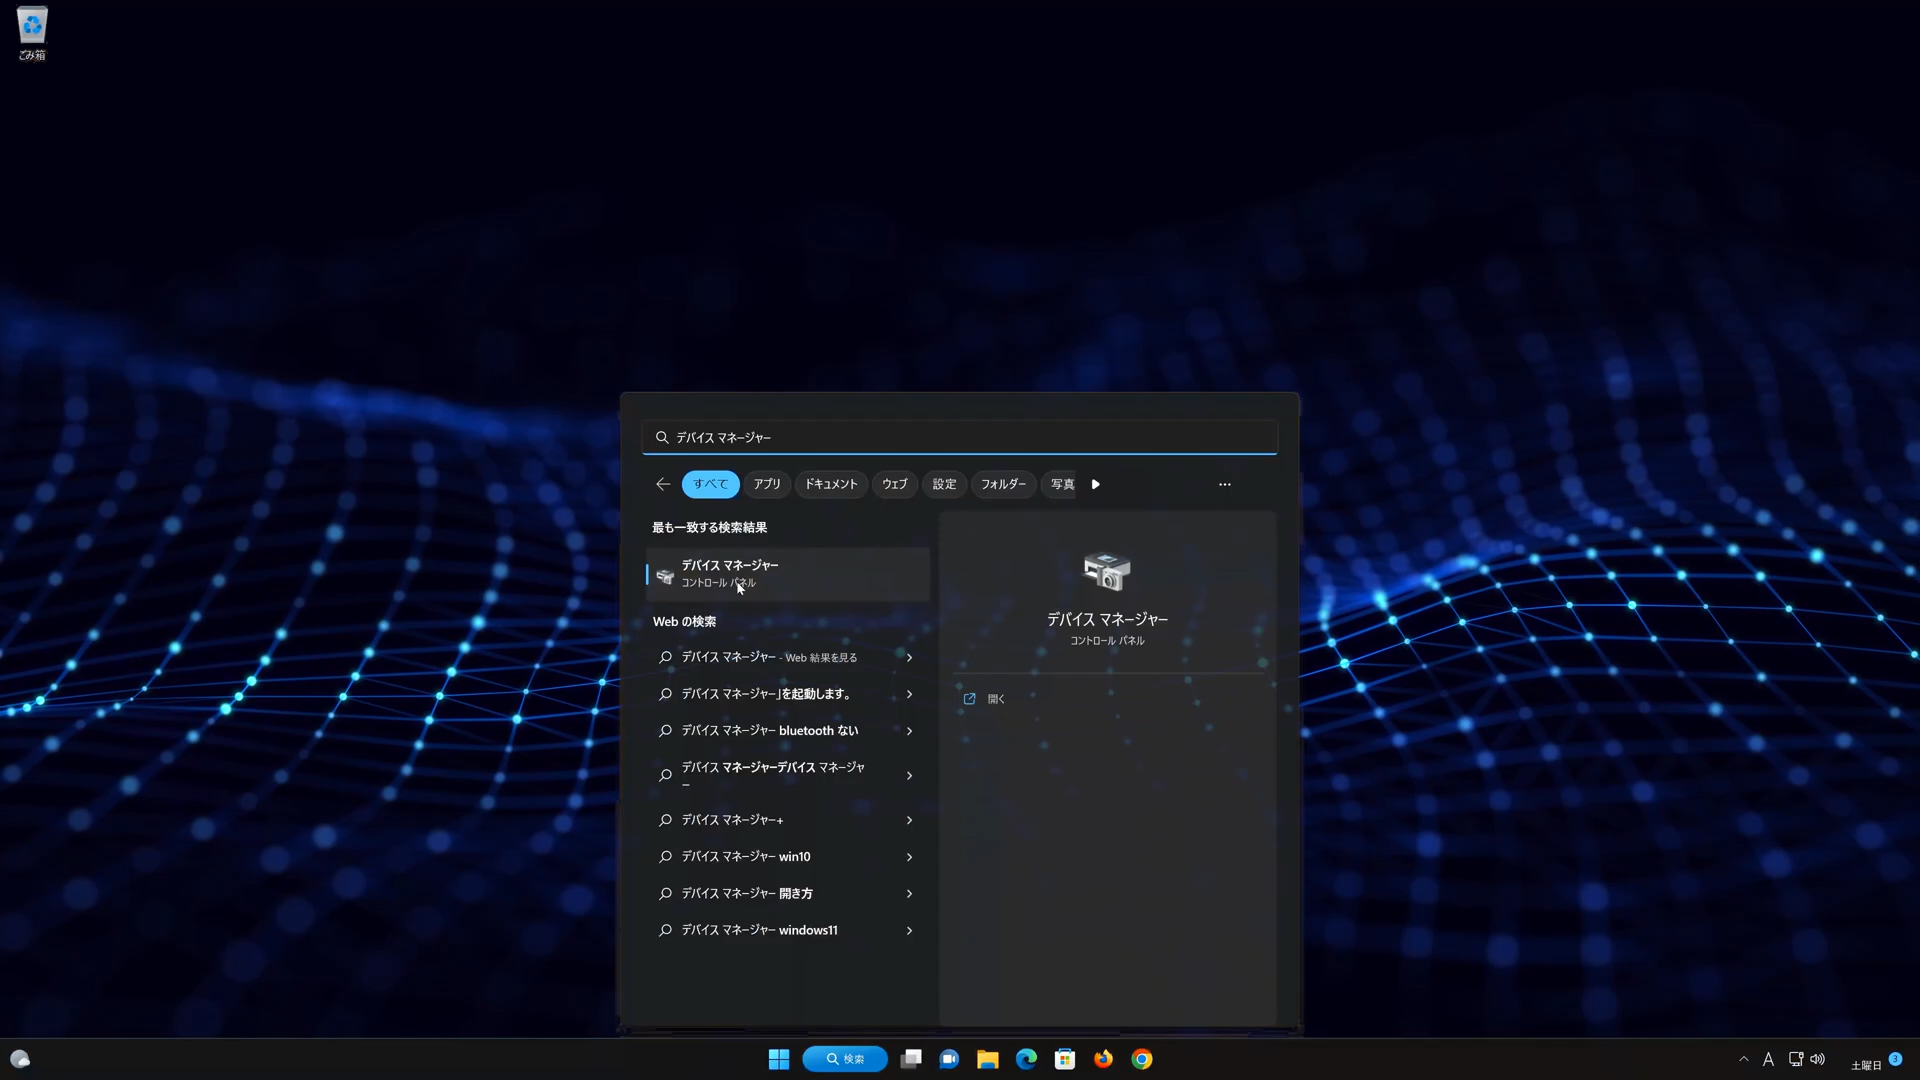 ごみ箱
デバイス マネージャー
すべて アプリ ドキュメント ウェブ 設定 フォルダー 写真
最も一致する検索結果
デバイス マネージャー
コントロール パネル
Web の検索
デバイス マネージャー - Web 結果を見る
デバイス マネージャー」を起動します。
デバイス マネージャー bluetooth ない
デバイス マネージャーデバイス マネージャ
ー
デバイス マネージャー+
デバイス マネージャー win10
デバイス マネージャー 開き方
デバイス マネージャー windows11
デバイス マネージャー
コントロール パネル
開く
検索
A
土曜日
3